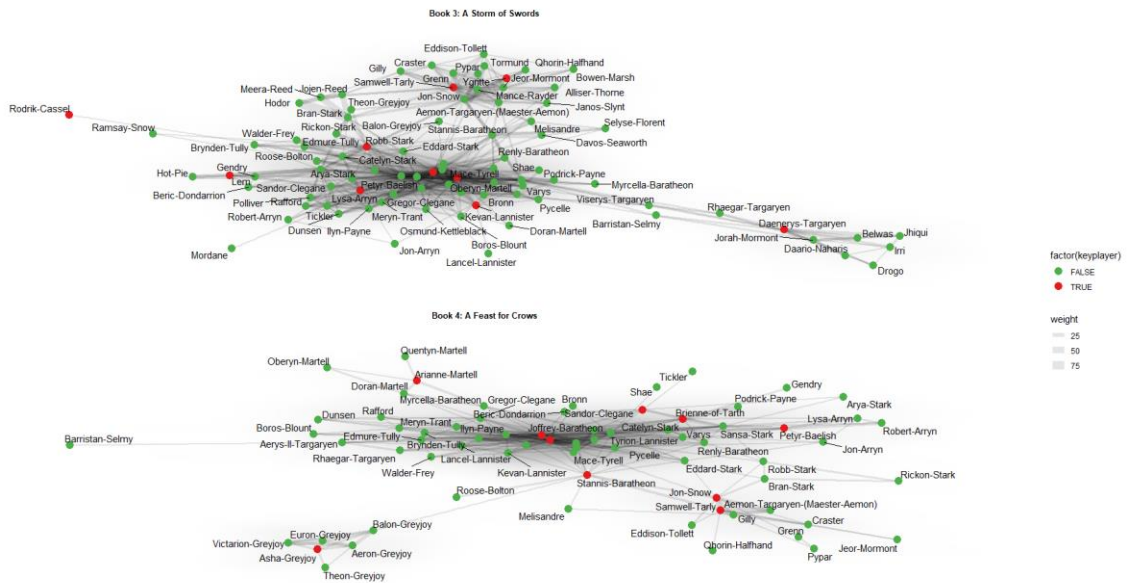 Book 3: A Storm of Swords
Eddison-Tollett
Craster
Tormund
Qhorin-Halfhand
Gilly
Pypar
Grenn
Ygritte
Jeor-Mormont
Bowen-Marsh
Samwell-Tarly
Meera-Reed
Jojen-Reed
Jon-Snow
Mance-Rayder
Alliser-Thorne
Hodor
Theon-Greyjoy
Janos-Slynt
Rodrik-Cassel
Bran-Stark
Aemon-Targaryen-(Maester-Aemon)
Ramsay-Snow
Rickon-Stark
Balon-Greyjoy
Stannis-Baratheon
Melisandre
Selyse-Florent
Walder-Frey
Edmure-Tully
Robb-Stark
Davos-Seaworth
Brynden-Tully
Eddard-Stark
Roose-Bolton
Catelyn-Stark
Renly-Baratheon
Gendry
Hot-Pie
Lem
Arya-Stark
Mace-Tyrell
Shae
Podrick-Payne
Beric-Dondarrion
Sandor-Clegane
Petyr-Baelish
Oberyn-Martell
Varys
Myrcella-Baratheon
Polliver
Rafford
Lysa-Arryn
Gregor-Clegane
Bronn
Pycelle
Viserys-Targaryen
Rhaegar-Targaryen
Robert-Arryn
Tickler
Meryn-Trant
Kevan-Lannister
Barristan-Selmy
Daenerys-Targaryen
Dunsen
Ilyn-Payne
Osmund-Kettleblack
Doran-Martell
Jorah-Mormont
Belwas
Jhiqui
Mordane
Jon-Arryn
Boros-Blount
Daario-Naharis
Irri
Lancel-Lannister
Drogo
factor(keyplayer)
FALSE
TRUE
weight
25
50
75
Book 4: A Feast for Crows
Quentyn-Martell
Oberyn-Martell
Arianne-Martell
Tickler
Doran-Martell
Shae
Gendry
Myrcella-Baratheon
Gregor-Clegane
Bronn
Podrick-Payne
Arya-Stark
Dunsen
Rafford
Beric-Dondarrion
Sandor-Clegane
Brienne-of-Tarth
Lysa-Arryn
Boros-Blount
Meryn-Trant
Ilyn-Payne
Joffrey-Baratheon
Catelyn-Stark
Robert-Arryn
Barristan-Selmy
Aerys-II-Targaryen
Edmure-Tully
Brynden-Tully
Tyrion-Lannister
Varys
Sansa-Stark
Petyr-Baelish
Rhaegar-Targaryen
Lancel-Lannister
Mace-Tyrell
Pycelle
Renly-Baratheon
Jon-Arryn
Walder-Frey
Kevan-Lannister
Eddard-Stark
Robb-Stark
Rickon-Stark
Stannis-Baratheon
Bran-Stark
Roose-Bolton
Jon-Snow
Balon-Greyjoy
Melisandre
Samwell-Tarly
Aemon-Targaryen-(Maester-Aemon)
Euron-Greyjoy
Gilly
Craster
Victarion-Greyjoy
Eddison-Tollett
Grenn
Asha-Greyjoy
Aeron-Greyjoy
Qhorin-Halfhand
Jeor-Mormont
Pypar
Theon-Greyjoy